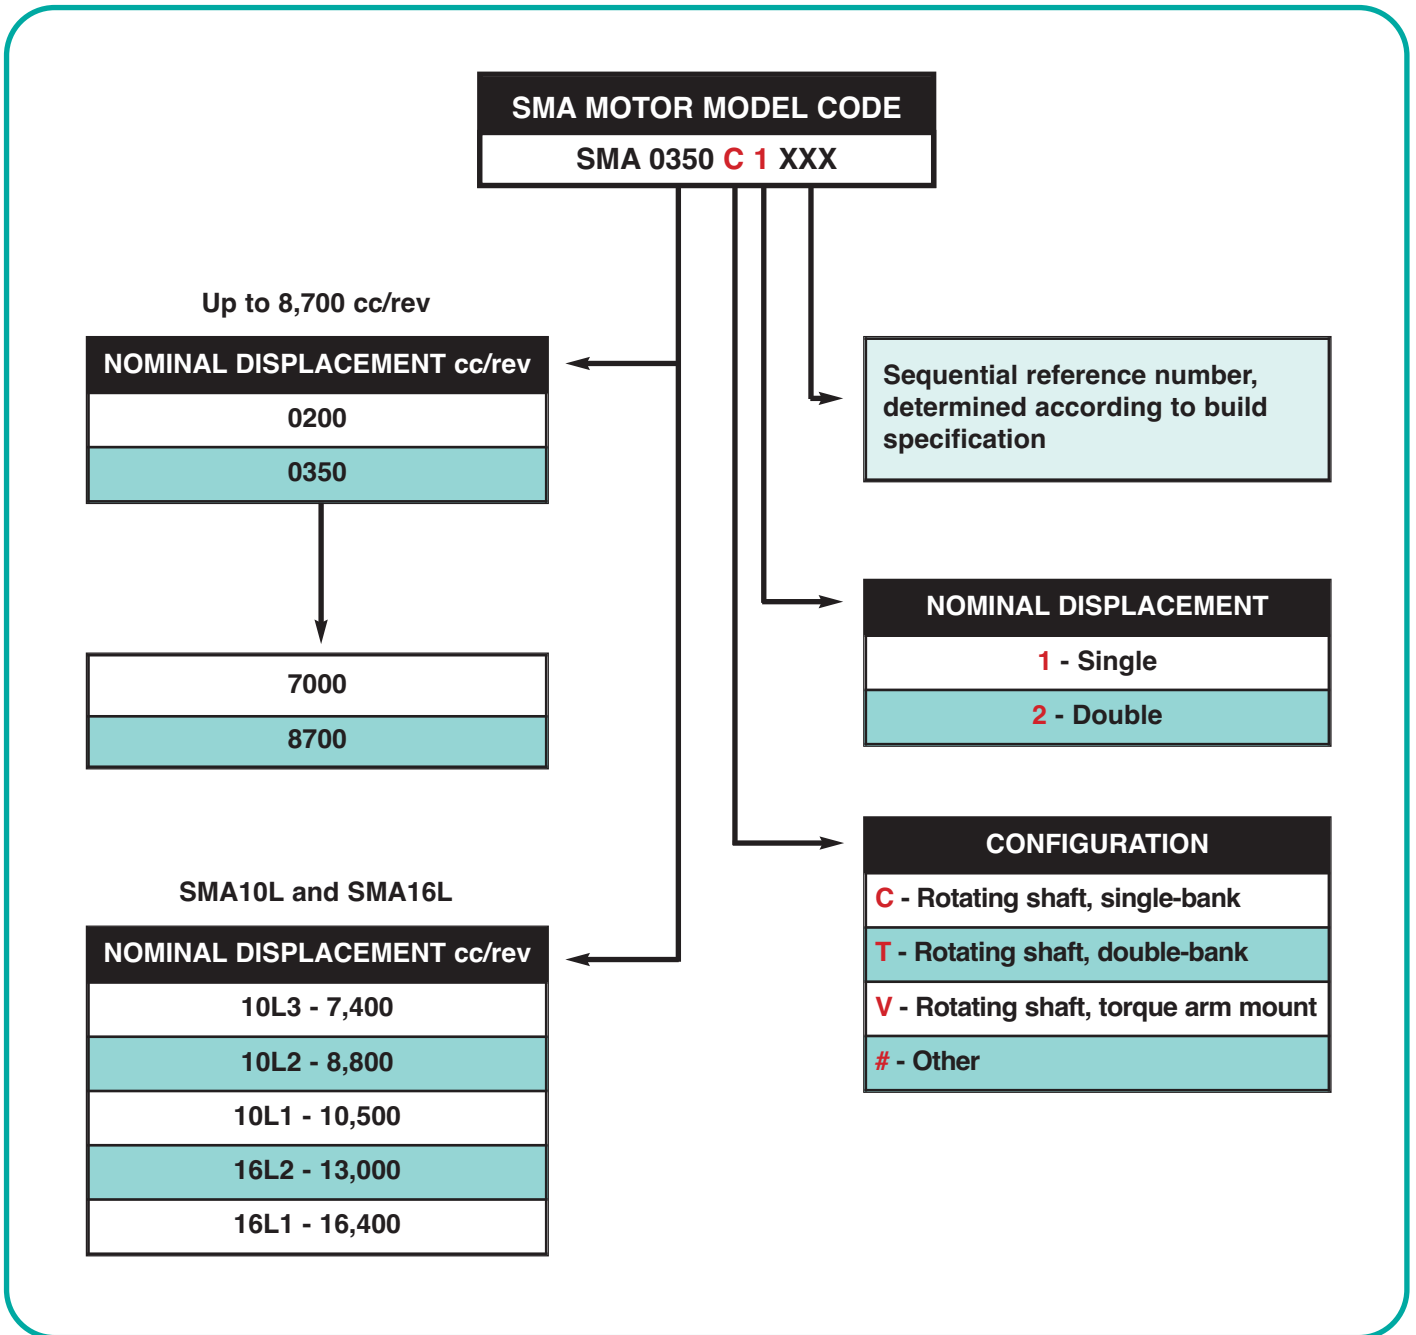 SMA MOTOR MODEL CODE
SMA 0350 C 1 XXX
Up to 8,700 cc/rev
NOMINAL DISPLACEMENT cc/rev
0200
0350
7000
8700
SMA10L and SMA16L
NOMINAL DISPLACEMENT cc/rev
10L3 - 7,400
10L2 - 8,800
10L1 - 10,500
16L2 - 13,000
16L1 - 16,400
Sequential reference number,
determined according to build
specification
NOMINAL DISPLACEMENT
1 - Single
2 - Double
CONFIGURATION
C - Rotating shaft, single-bank
T - Rotating shaft, double-bank
V - Rotating shaft, torque arm mount
# - Other